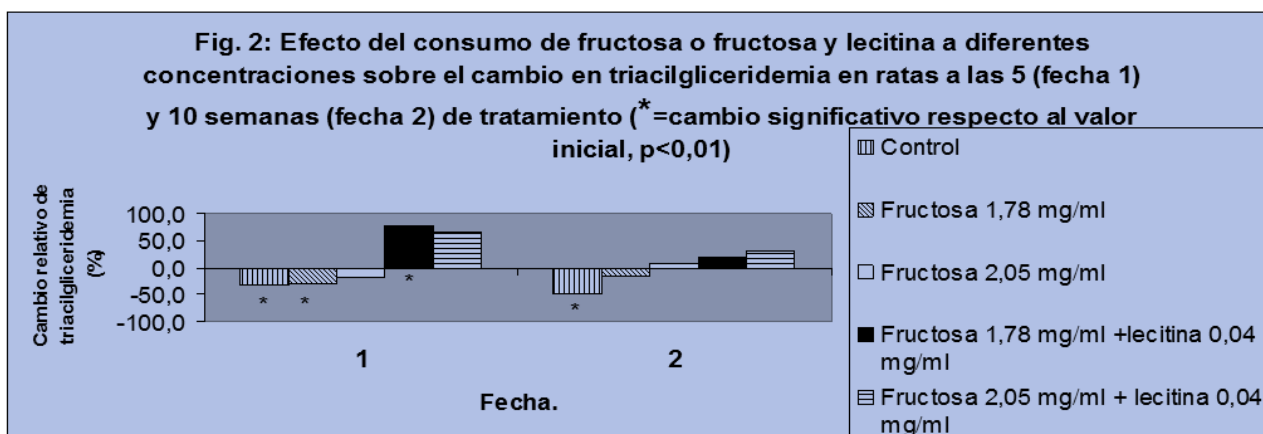 Fig. 2: Efecto del consumo de fructosa o fructosa y lecitina a diferentes
concentraciones sobre el cambio en triacilgliceridemia en ratas a las 5 (fecha 1)
y 10 semanas (fecha 2) de tratamiento (*=cambio significativo respecto al valor
inicial, p<0,01)
Cambio relativo de
triacilgliceridemia
(%)
100,0
50,0
0,0
-50,0
-100,0
* * *
*
1 2
Fecha.
Control
Fructosa 1,78 mg/ml
Fructosa 2,05 mg/ml
Fructosa 1,78 mg/ml +lecitina 0,04
mg/ml
Fructosa 2,05 mg/ml + lecitina 0,04
mg/ml